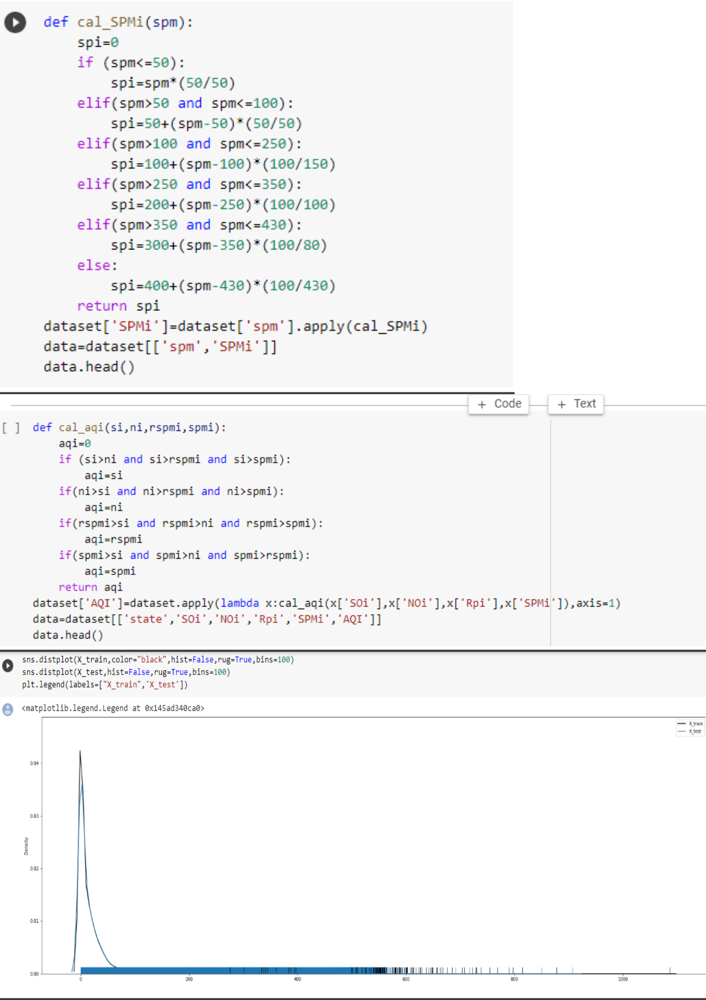 def cal_SPMi(spm):
    spi=0
    if (spm<=50):
        spi=spm*(50/50)
    elif(spm>50 and spm<=100):
        spi=50+(spm-50)*(50/50)
    elif(spm>100 and spm<=250):
        spi=100+(spm-100)*(100/150)
    elif(spm>250 and spm<=350):
        spi=200+(spm-250)*(100/100)
    elif(spm>350 and spm<=430):
        spi=300+(spm-350)*(100/80)
    else:
        spi=400+(spm-430)*(100/430)
    return spi
dataset['SPMi']=dataset['spm'].apply(cal_SPMi)
data=dataset[['spm','SPMi']]
data.head()
+ Code + Text
[ ] def cal_aqi(si,ni,rspmi,spmi):
    aqi=0
    if (si>ni and si>rspmi and si>spmi):
        aqi=si
    if(ni>si and ni>rspmi and ni>spmi):
        aqi=ni
    if(rspmi>si and rspmi>ni and rspmi>spmi):
        aqi=rspmi
    if(spmi>si and spmi>ni and spmi>rspmi):
        aqi=spmi
    return aqi
dataset['AQI']=dataset.apply(lambda x:cal_aqi(x['SOi'],x['NOi'],x['Rpi'],x['SPMi']),axis=1)
data=dataset[['state','SOi','NOi','Rpi','SPMi','AQI']]
data.head()
sns.distplot(X_train,color="black",hist=False,rug=True,bins=100)
sns.distplot(X_test,hist=False,rug=True,bins=100)
plt.legend(labels=["X_train",'X_test'])
<matplotlib.legend.Legend at 0x145ad340ca0>
X_train
X_test
0.04
0.03
Density
0.02
0.01
0.00
0 200 400 600 800 1000